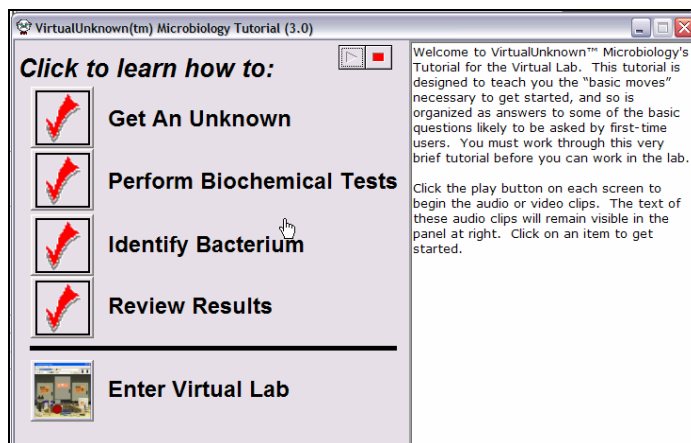 VirtualUnknown(tm) Microbiology Tutorial (3.0)
Click to learn how to:
Get An Unknown
Perform Biochemical Tests
Identify Bacterium
Review Results
Enter Virtual Lab
Welcome to VirtualUnknown™ Microbiology's
Tutorial for the Virtual Lab. This tutorial is
designed to teach you the “basic moves”
necessary to get started, and so is
organized as answers to some of the basic
questions likely to be asked by first-time
users. You must work through this very
brief tutorial before you can work in the lab.
Click the play button on each screen to
begin the audio or video clips. The text of
these audio clips will remain visible in the
panel at right. Click on an item to get
started.